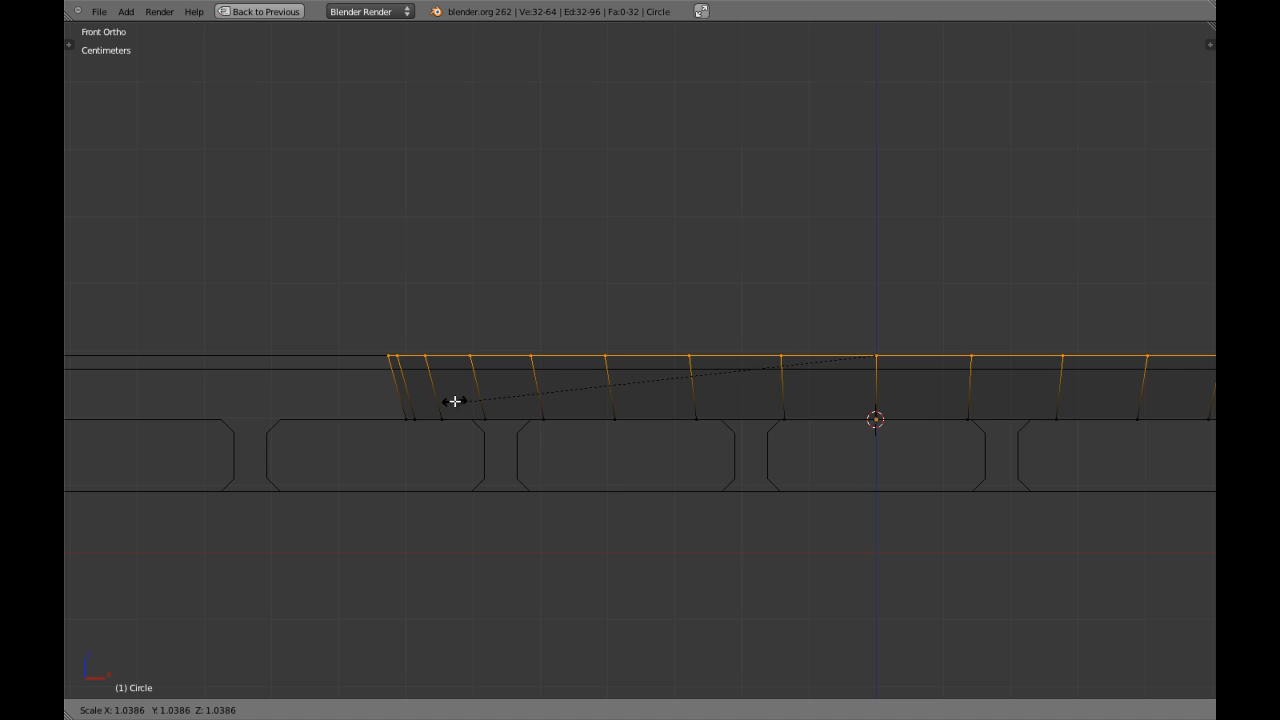 File Add Render Help Back to Previous Blender Render blender.org 262 | Ve:32-64 | Ed:32-96 | Fa:0-32 | Circle
Front Ortho
Centimeters
(1) Circle
Scale X: 1.0386 Y: 1.0386 Z: 1.0386